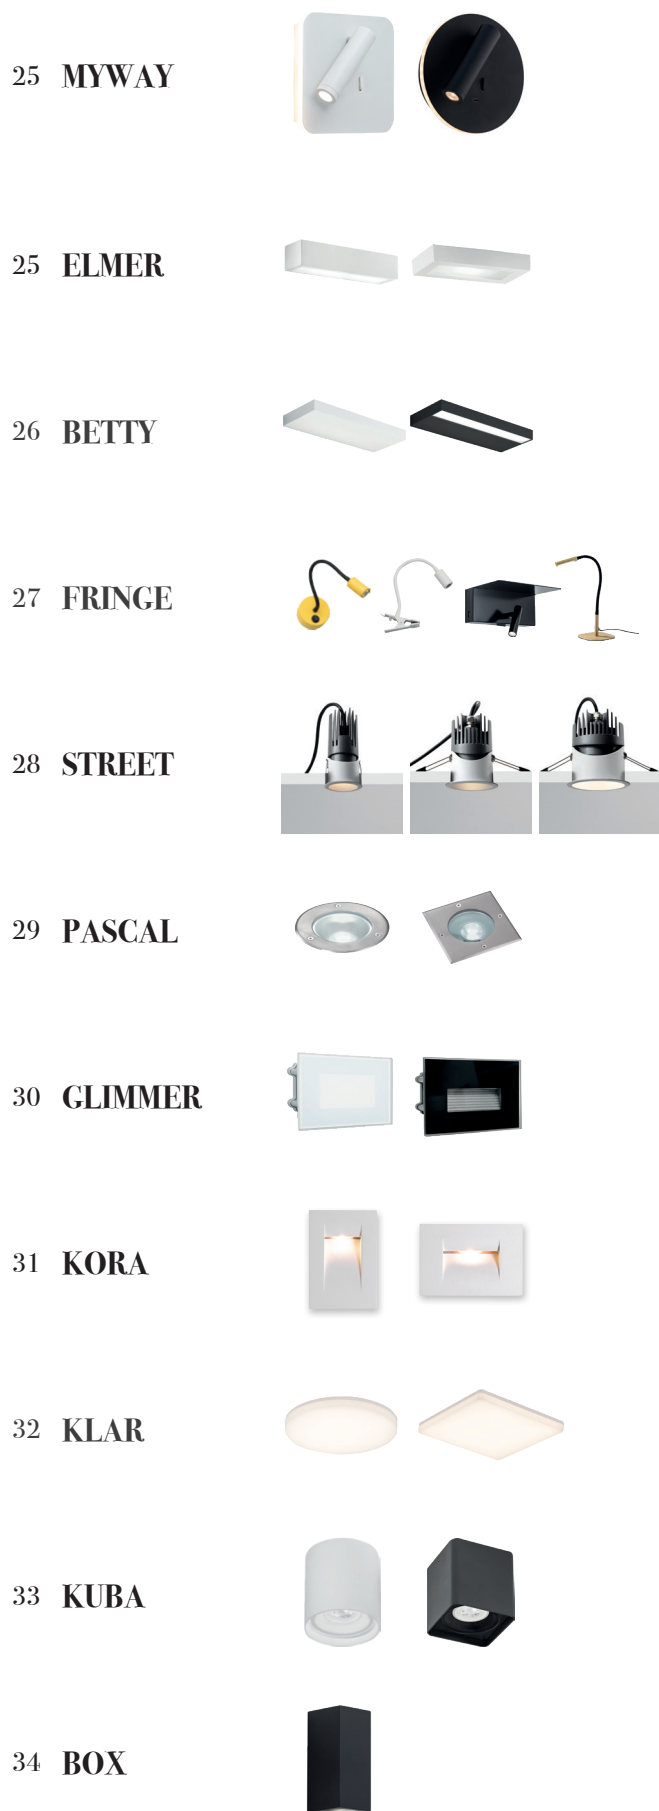 25 MYWAY
25 ELMER
26 BETTY
27 FRINGE
28 STREET
29 PASCAL
30 GLIMMER
31 KORA
32 KLAR
33 KUBA
34 BOX